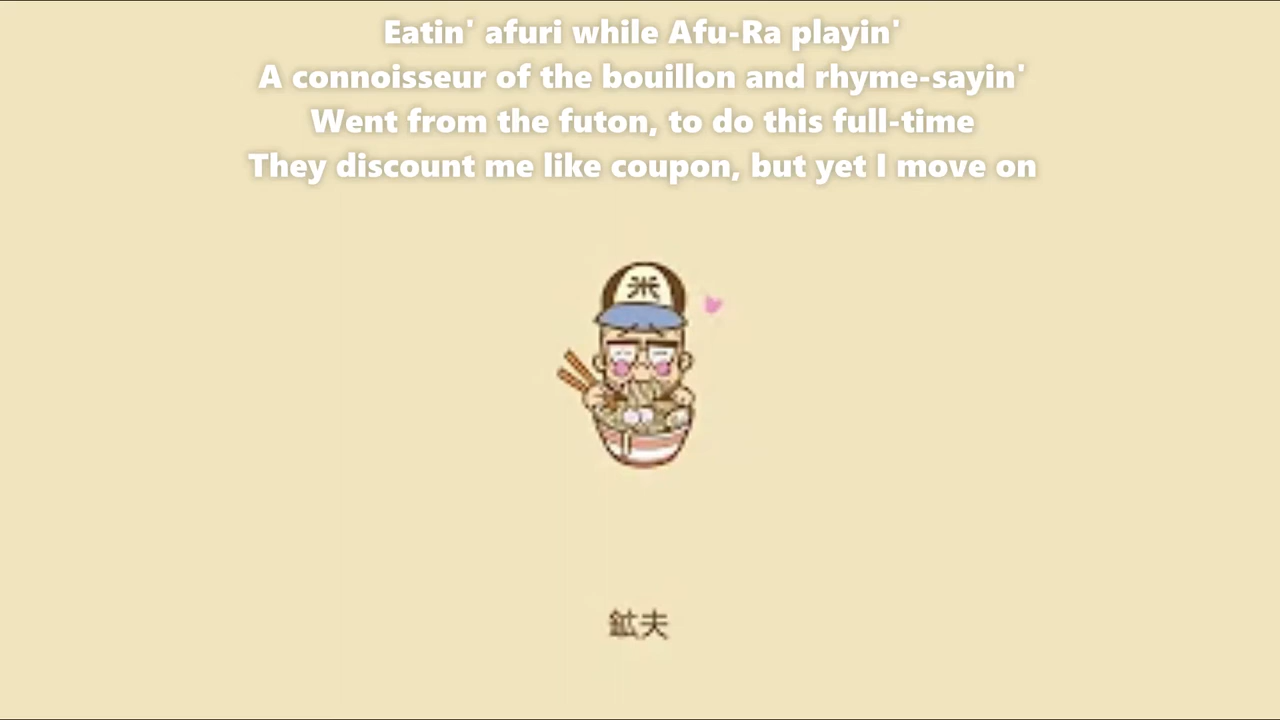 Eatin' afuri while Afu-Ra playin'
A connoisseur of the bouillon and rhyme-sayin'
Went from the futon, to do this full-time
They discount me like coupon, but yet I move on
米
鉱夫